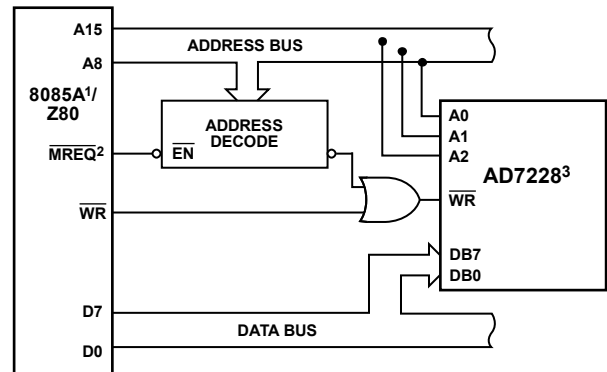 A15
ADDRESS BUS
A8
8085A1/
Z80
ADDRESS
DECODE
A0
A1
A2
MREQ2
EN
AD72283
WR
WR
DB7
DB0
D7
DATA BUS
D0